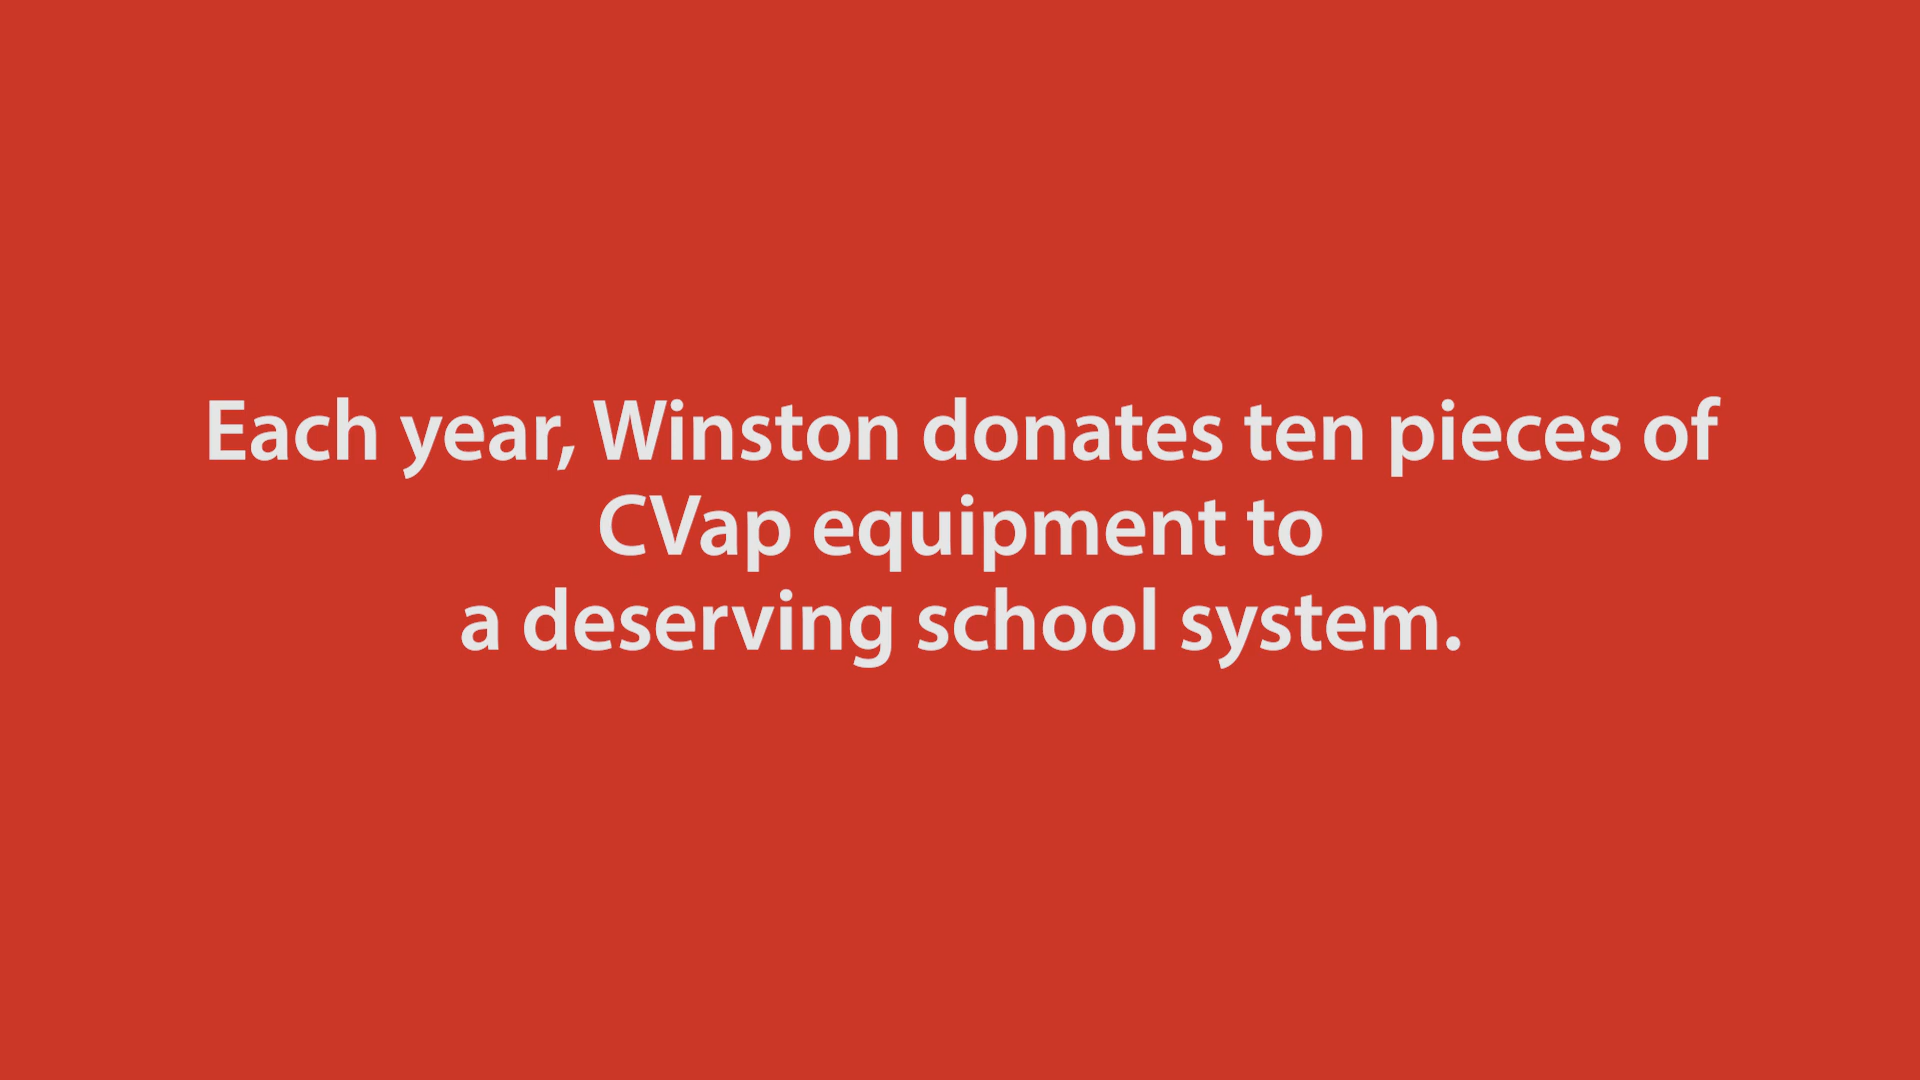 Each year, Winston donates ten pieces of
CVap equipment to
a deserving school system.